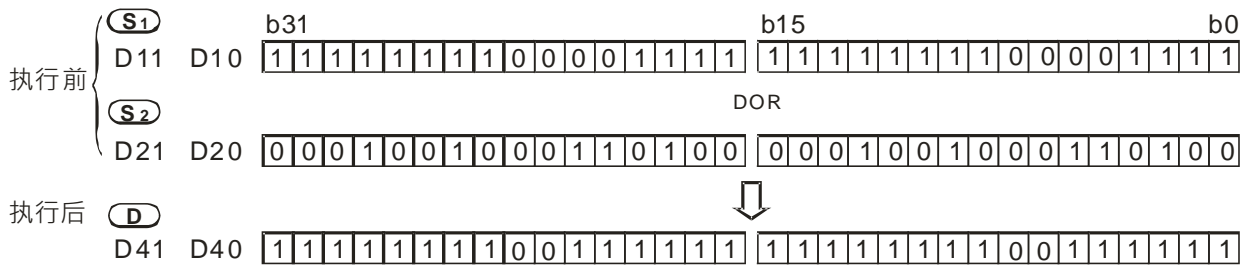 S1 b31 b15 b0
D11 D10 1 1 1 1 1 1 1 1 0 0 0 0 1 1 1 1 1 1 1 1 1 1 1 1 0 0 0 0 1 1 1 1
执行前
S2 DOR
D21 D20 0 0 0 1 0 0 1 0 0 0 1 1 0 1 0 0 0 0 0 1 0 0 1 0 0 0 1 1 0 1 0 0
执行后 D
D41 D40 1 1 1 1 1 1 1 1 0 0 1 1 1 1 1 1 1 1 1 1 1 1 1 1 0 0 1 1 1 1 1 1